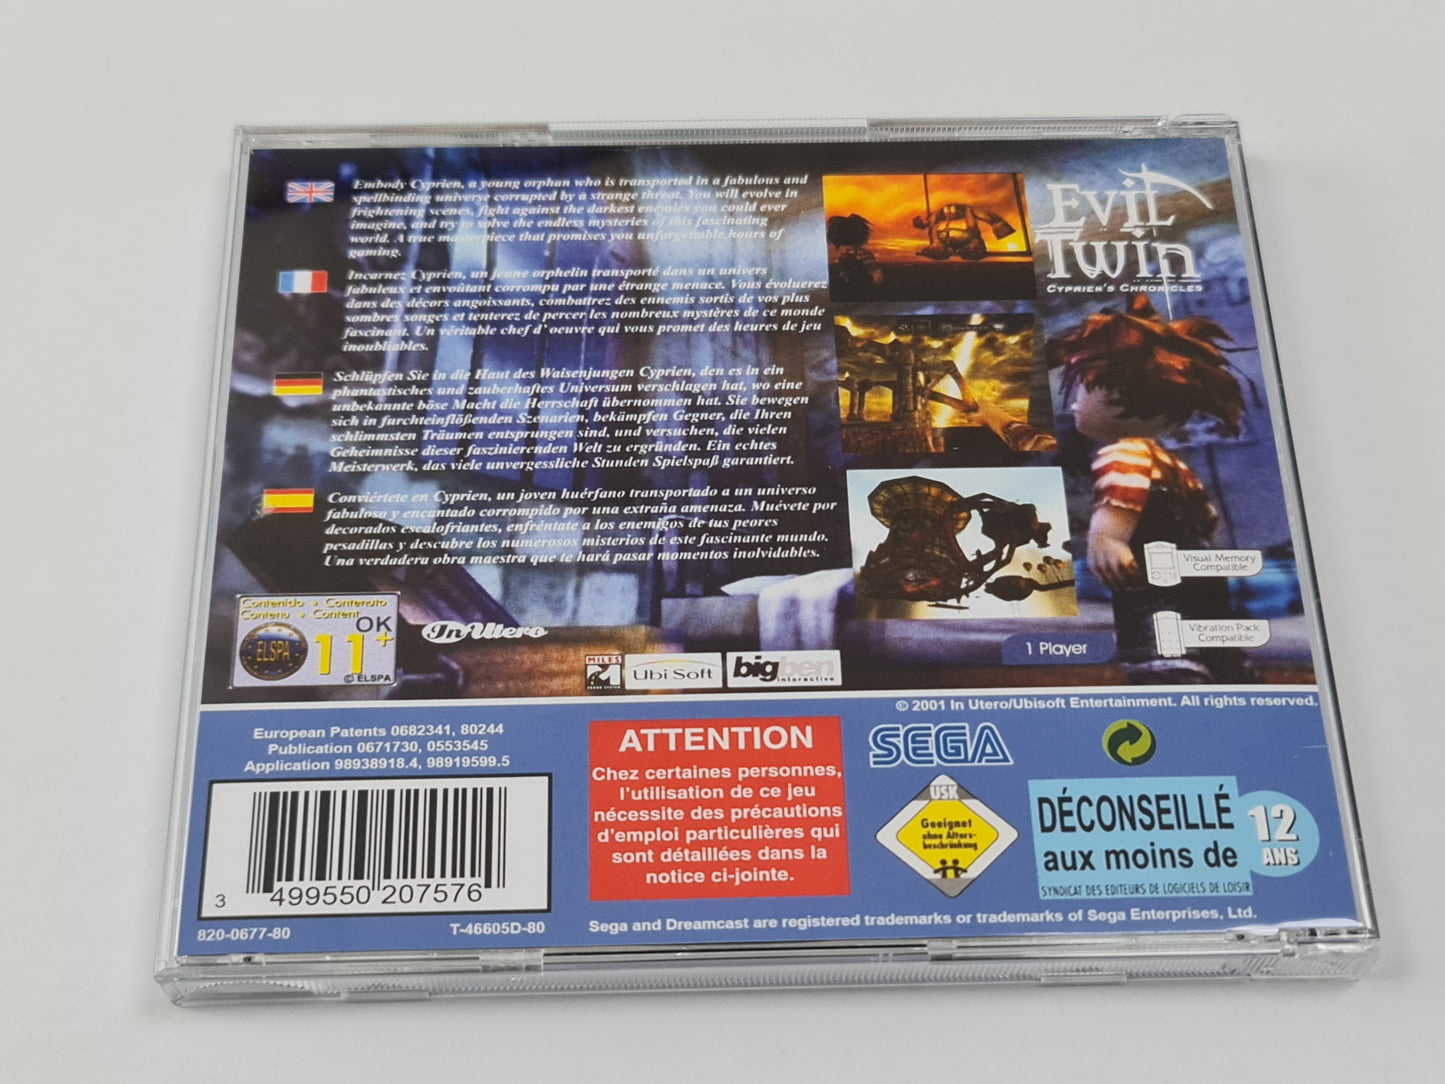 Embody Cyprien, a young orphan who is transported in a fabulous and
spellbinding universe corrupted by a strange threat. You will evolve in
frightening scenes, fight against the darkest enemies you could ever
imagine, and try to solve the endless mysteries of this fascinating
world. A true masterpiece that promises you unforgettable hours of
gaming.
Incarnez Cyprien, un jeune orphelin transporté dans un univers
fabuleux et envoûtant corrompu par une étrange menace. Vous évoluerez
dans des décors angoissants, combattrez des ennemis sortis de vos plus
sombres songes et tenterez de percer les nombreux mystères de ce monde
fascinant. Un véritable chef d'oeuvre qui vous promet des heures de jeu
inoubliables.
Schlüpfen Sie in die Haut des Waisenjungen Cyprien, den es in ein
phantastisches und zauberhaftes Universum verschlagen hat, wo eine
unbekannte böse Macht die Herrschaft übernommen hat. Sie bewegen
sich in furchteinflößenden Szenarien, bekämpfen Gegner, die Ihren
schlimmsten Träumen entsprungen sind, und versuchen, die vielen
Geheimnisse dieser faszinierenden Welt zu ergründen. Ein echtes
Meisterwerk, das viele unvergessliche Stunden Spielspaß garantiert.
Conviértete en Cyprien, un joven huérfano transportado a un universo
fabuloso y encantado corrompido por una extraña amenaza. Muévete por
decorados escalofriantes, enfréntate a los enemigos de tus peores
pesadillas y descubre los numerosos misterios de este fascinante mundo.
Una verdadera obra maestra que te hará pasar momentos inolvidables.
Evil
Twin
CYPRIEN'S CHRONICLES
Visual Memory
Compatible
Vibration Pack
Compatible
1 Player
Contenido • Contenuto
Contenu • Content
OK
ELSPA
11+
© ELSPA
In Utero
MILES
Ubi Soft
bigben
interactive
© 2001 In Utero/Ubisoft Entertainment. All rights reserved.
European Patents 0682341, 80244
Publication 0671730, 0553545
Application 98938918.4, 98919599.5
3 499550 207576
820-0677-80
T-46605D-80
ATTENTION
Chez certaines personnes,
l'utilisation de ce jeu
nécessite des précautions
d'emploi particulières qui
sont détaillées dans la
notice ci-jointe.
SEGA
USK
Geeignet
ohne Alters-
beschränkung
DÉCONSEILLÉ
aux moins de
12
ANS
SYNDICAT DES EDITEURS DE LOGICIELS DE LOISIR
Sega and Dreamcast are registered trademarks or trademarks of Sega Enterprises, Ltd.